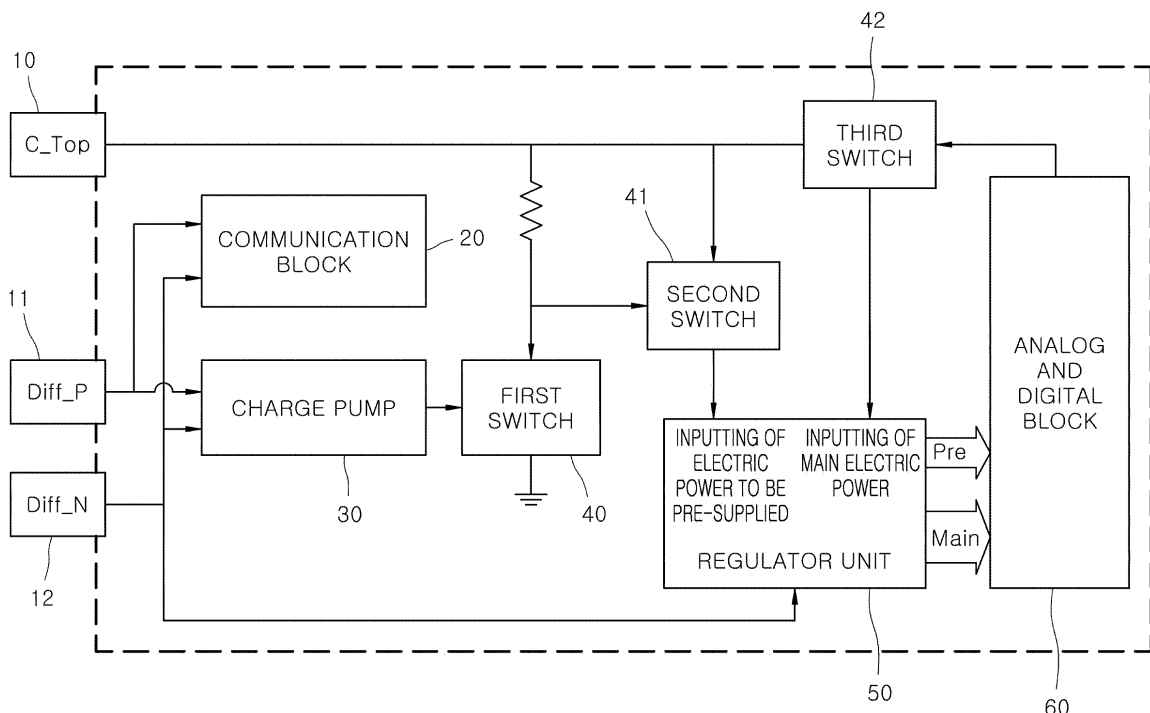 42
10
C_Top
THIRD
SWITCH
41
COMMUNICATION
BLOCK
20
SECOND
SWITCH
11
Diff_P
CHARGE PUMP
FIRST
SWITCH
ANALOG
AND
DIGITAL
BLOCK
INPUTTING OF
ELECTRIC
POWER TO BE
PRE-SUPPLIED
INPUTTING OF
MAIN ELECTRIC
POWER
Pre
Diff_N
30
40
Main
REGULATOR UNIT
12
50
60